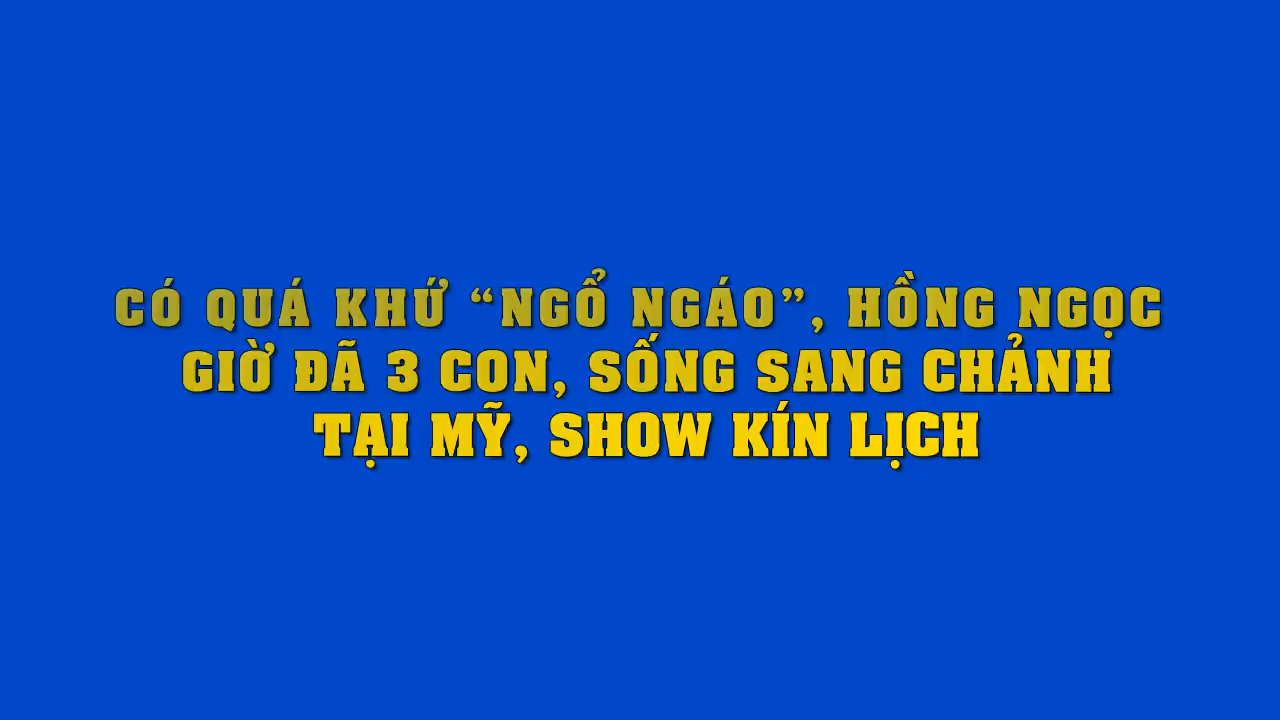 CÓ QUÁ KHỨ “NGỔ NGÁO”, HỒNG NGỌC
GIỜ ĐÃ 3 CON, SỐNG SANG CHẢNH
TẠI MỸ, SHOW KÍN LỊCH